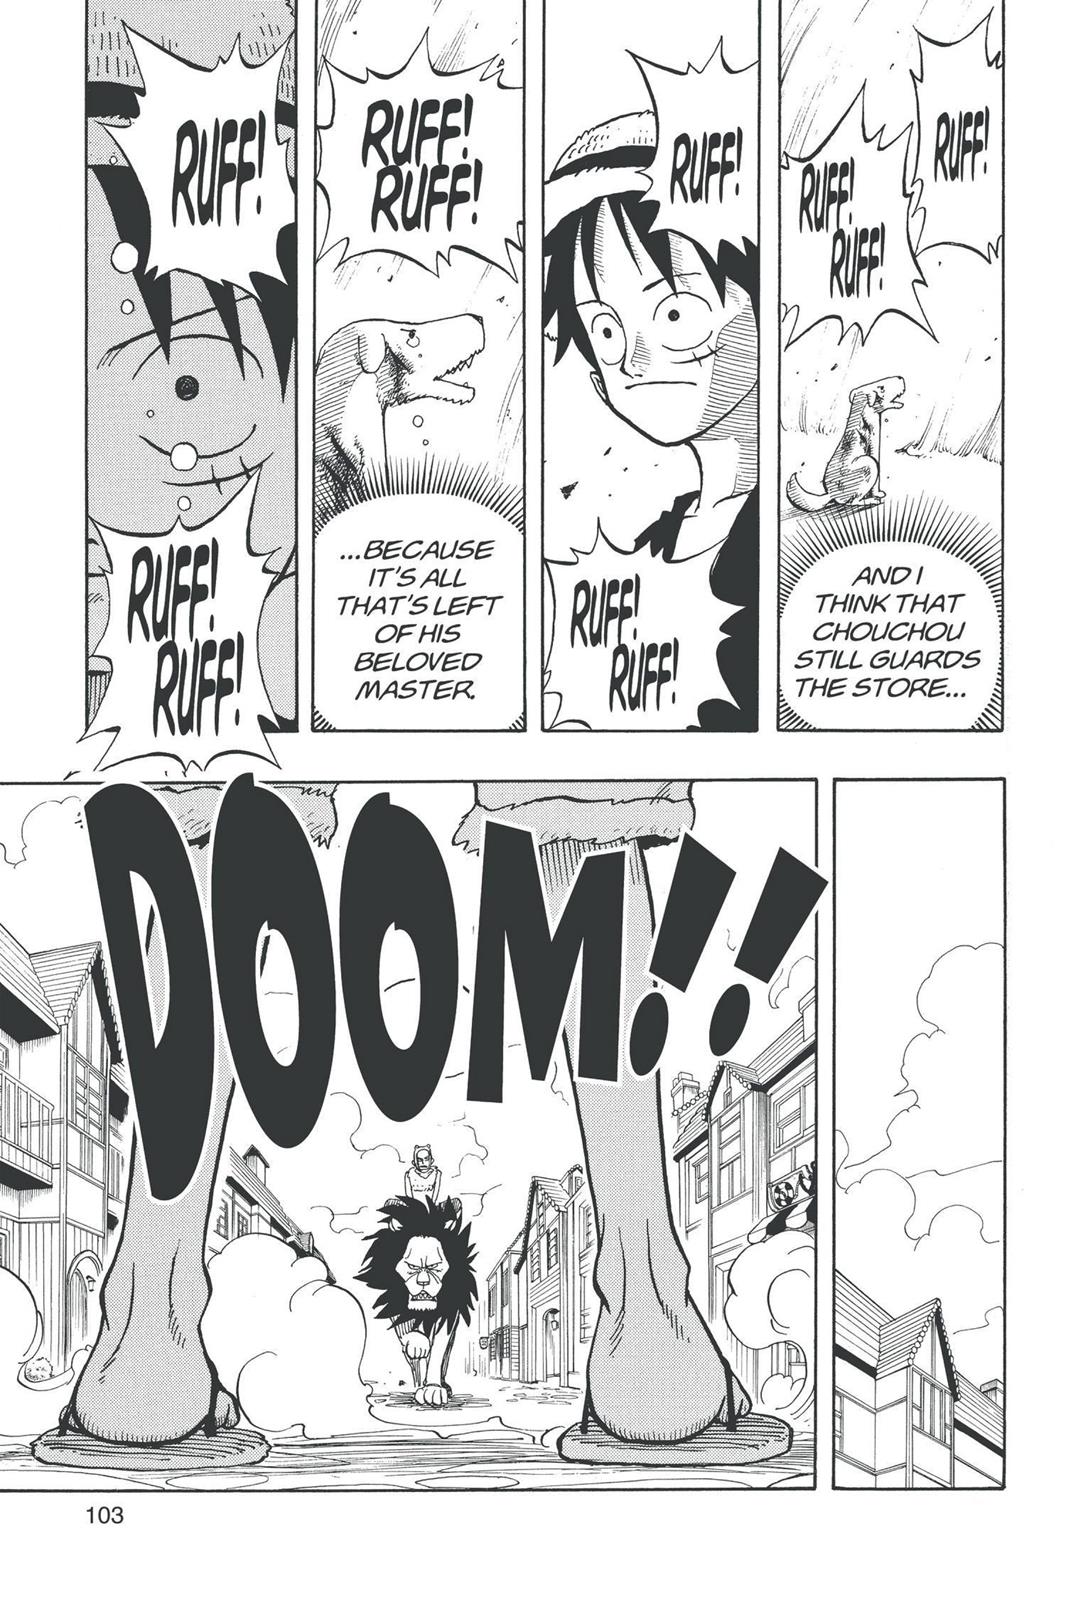 RUFF!
RUFF!
RUFF!
AND I
THINK THAT
CHOUCHOU
STILL GUARDS
THE STORE...
RUFF!
RUFF!
RUFF!
RUFF!
RUFF!
...BECAUSE
IT'S ALL
THAT'S LEFT
OF HIS
BELOVED
MASTER.
RUFF!
RUFF!
RUFF!
DOOM!!
103